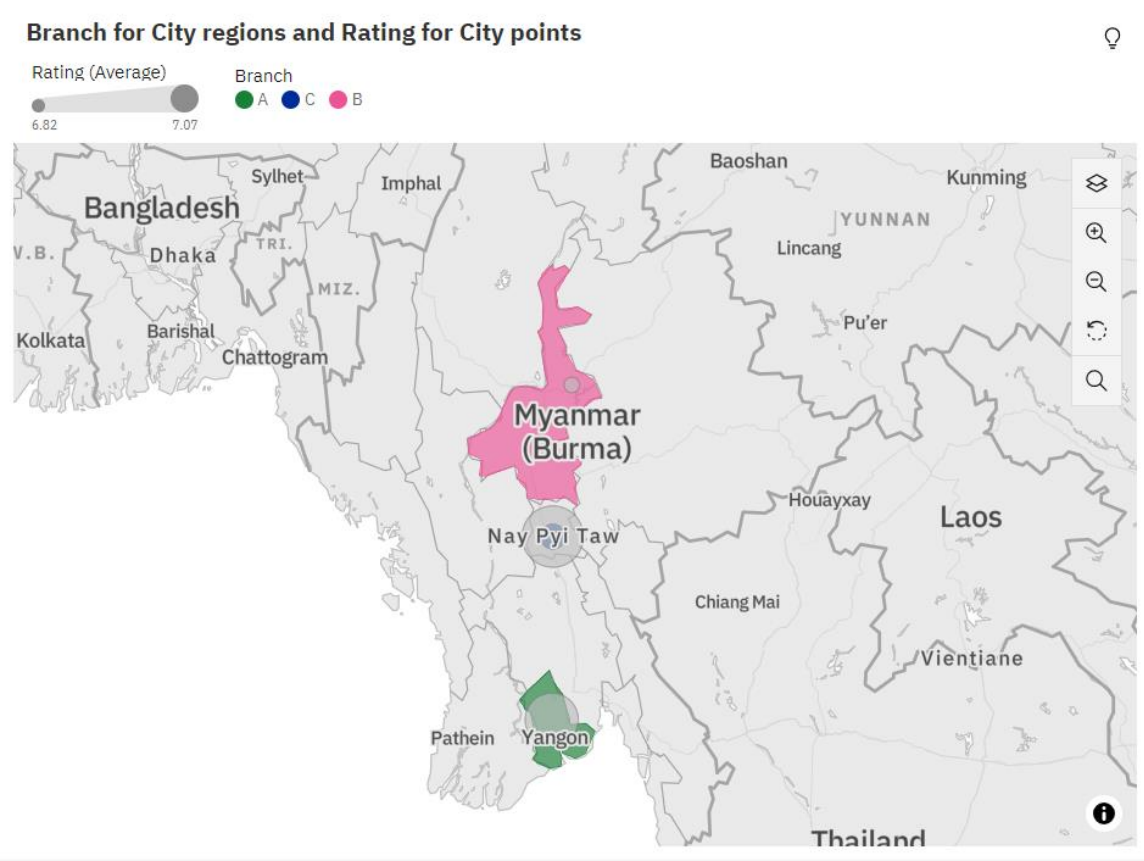 Branch for City regions and Rating for City points
Rating (Average)
6.82
7.07
Branch
A
C
B
Baoshan
Sylhet
Imphal
Kunming
Bangladesh
YUNNAN
TRI.
Lincang
W.B.
Dhaka
MIZ.
Pu'er
Kolkata
Barishal
Chattogram
Myanmar
(Burma)
Houayxay
Laos
Nay Pyi Taw
Chiang Mai
Vientiane
Pathein
Yangon
Thailand